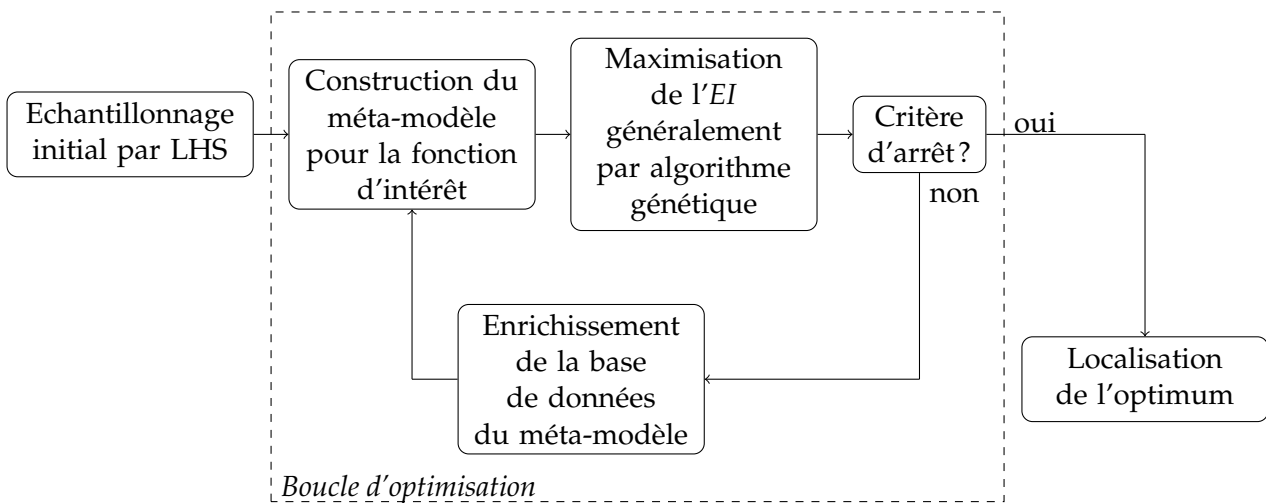 Echantillonnage
initial par LHS
Construction du
méta-modèle
pour la fonction
d'intérêt
Maximisation
de l'EI
généralement
par algorithme
génétique
Critère
d'arrêt ?
oui
non
Enrichissement
de la base
de données
du méta-modèle
Localisation
de l'optimum
Boucle d'optimisation